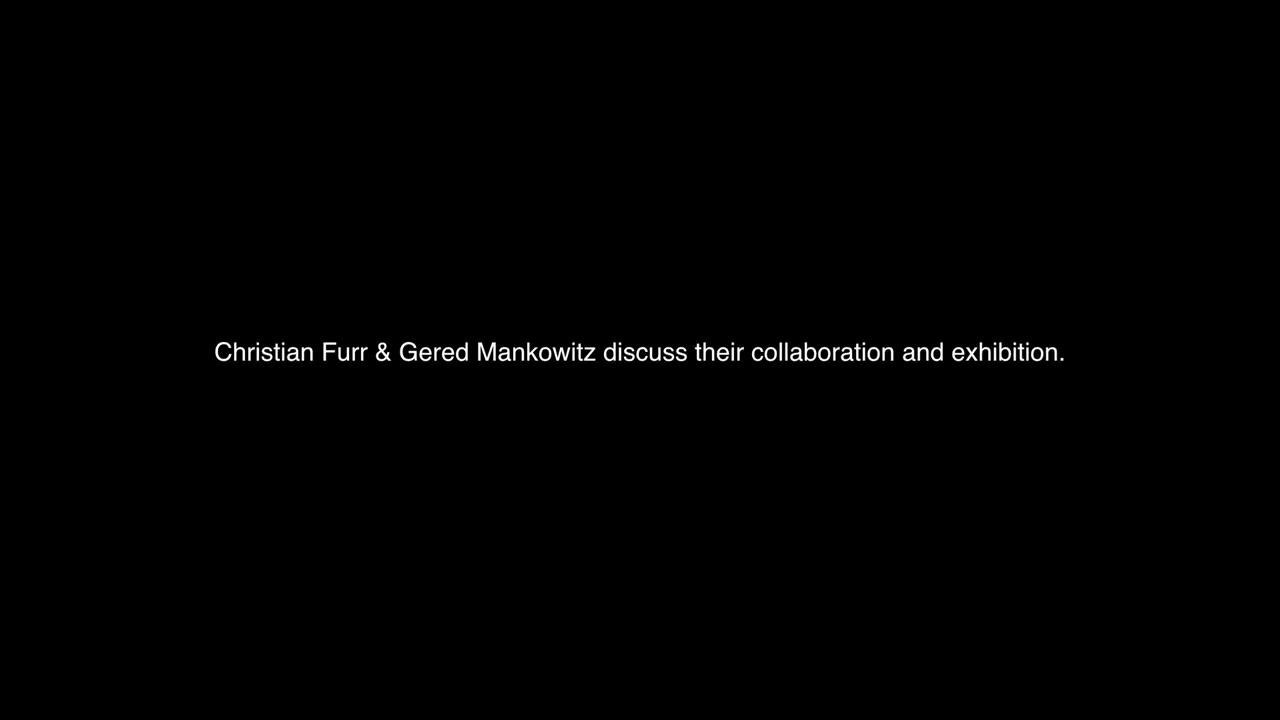 Christian Furr & Gered Mankowitz discuss their collaboration and exhibition.